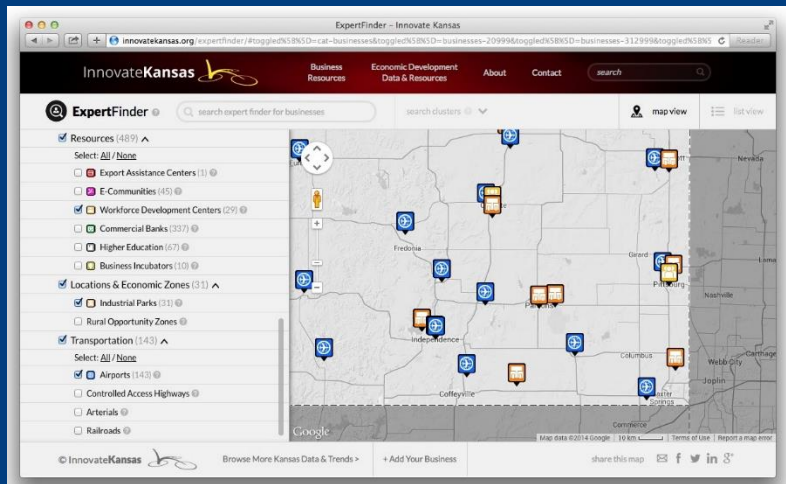 ExpertFinder – Innovate Kansas
innovatekansas.org/expertfinder/#toggled%5B%5D=cat-businesses&toggled%5B%5D=businesses-20999&toggled%5B%5D=businesses-312999&toggled%5B%5 Reader
InnovateKansas
Business Resources
Economic Development Data & Resources
About
Contact
search
ExpertFinder
search expert finder for businesses
search clusters
map view
list view
Resources (489)
Select: All / None
Export Assistance Centers (1)
E-Communities (45)
Workforce Development Centers (29)
Commercial Banks (337)
Higher Education (67)
Business Incubators (10)
Locations & Economic Zones (31)
Industrial Parks (31)
Rural Opportunity Zones
Transportation (143)
Select: All / None
Airports (143)
Controlled Access Highways
Arterials
Railroads
Nevada
Fredonia
Girard
Pittsburg
Nashville
Independence
Columbus
Webb City
Carthage
Joplin
Coffeyville
Springs
Commerce
Google
Map data ©2014 Google
10 km
Terms of Use
Report a map error
© InnovateKansas
Browse More Kansas Data & Trends >
+ Add Your Business
share this map